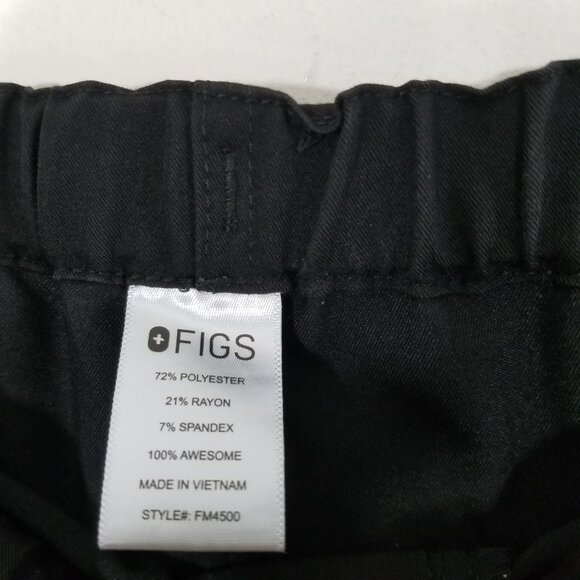 FIGS
72% POLYESTER
21% RAYON
7% SPANDEX
100% AWESOME
MADE IN VIETNAM
STYLE#: FM4500